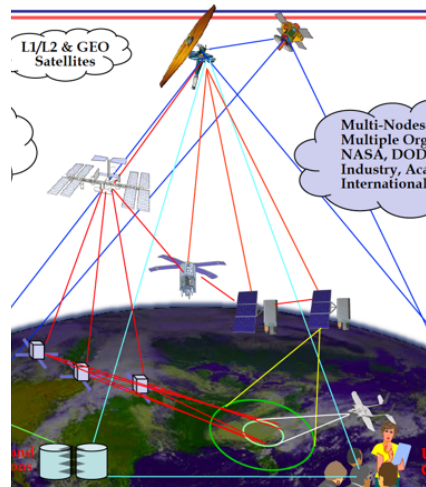 L1/L2 & GEO
Satellites
Multi-Nodes
Multiple Org
NASA, DOD
Industry, Aca
International